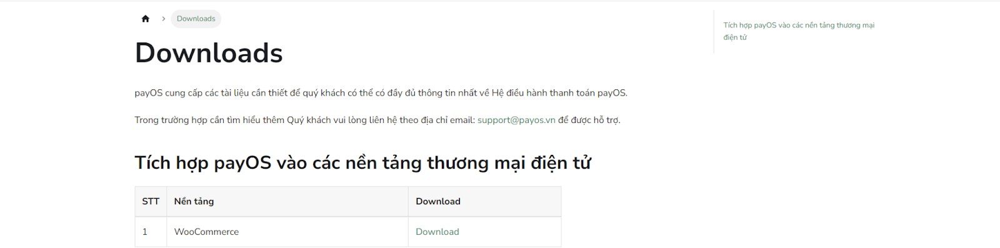 Downloads
Downloads
payOS cung cấp các tài liệu cần thiết để quý khách có thể có đầy đủ thông tin nhất về Hệ điều hành thanh toán payOS.
Trong trường hợp cần tìm hiểu thêm Quý khách vui lòng liên hệ theo địa chỉ email: support@payos.vn để được hỗ trợ.
Tích hợp payOS vào các nền tảng thương mại điện tử
STT Nền tảng Download
1 WooCommerce Download
Tích hợp payOS vào các nền tảng thương mại
điện tử